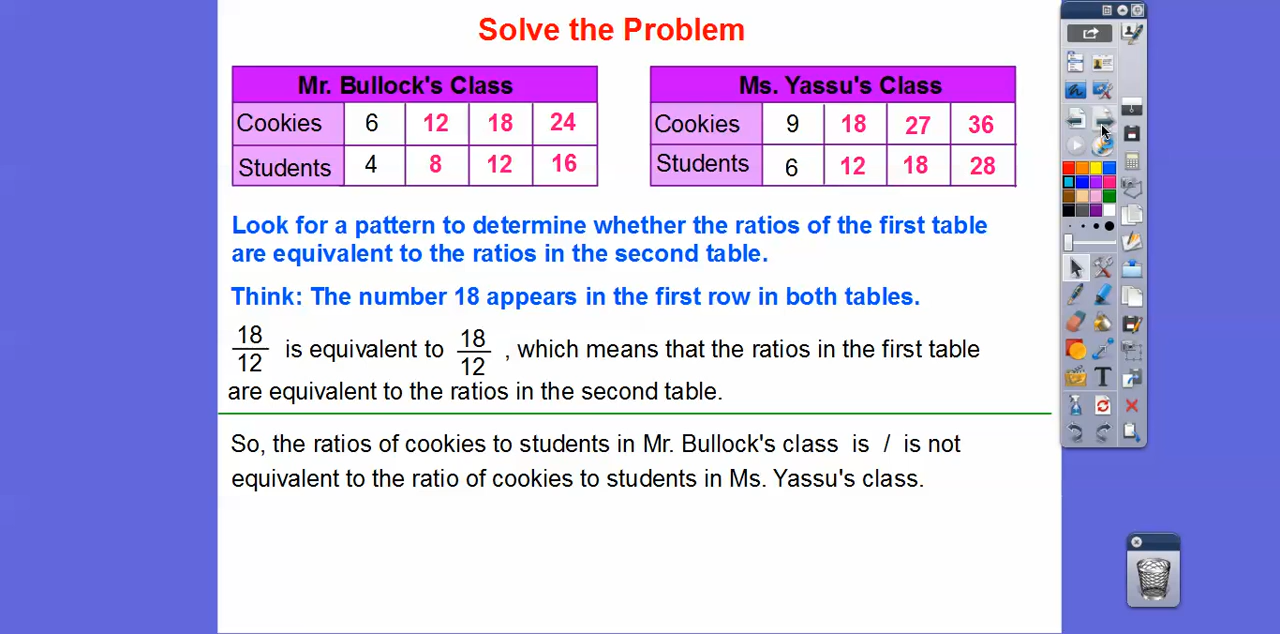 Solve the Problem
Mr. Bullock's Class
Cookies 6 12 18 24
Students 4 8 12 16
Ms. Yassu's Class
Cookies 9 18 27 36
Students 6 12 18 28
Look for a pattern to determine whether the ratios of the first table
are equivalent to the ratios in the second table.
Think: The number 18 appears in the first row in both tables.
18/12 is equivalent to 18/12 , which means that the ratios in the first table
are equivalent to the ratios in the second table.
So, the ratios of cookies to students in Mr. Bullock's class is / is not
equivalent to the ratio of cookies to students in Ms. Yassu's class.
T